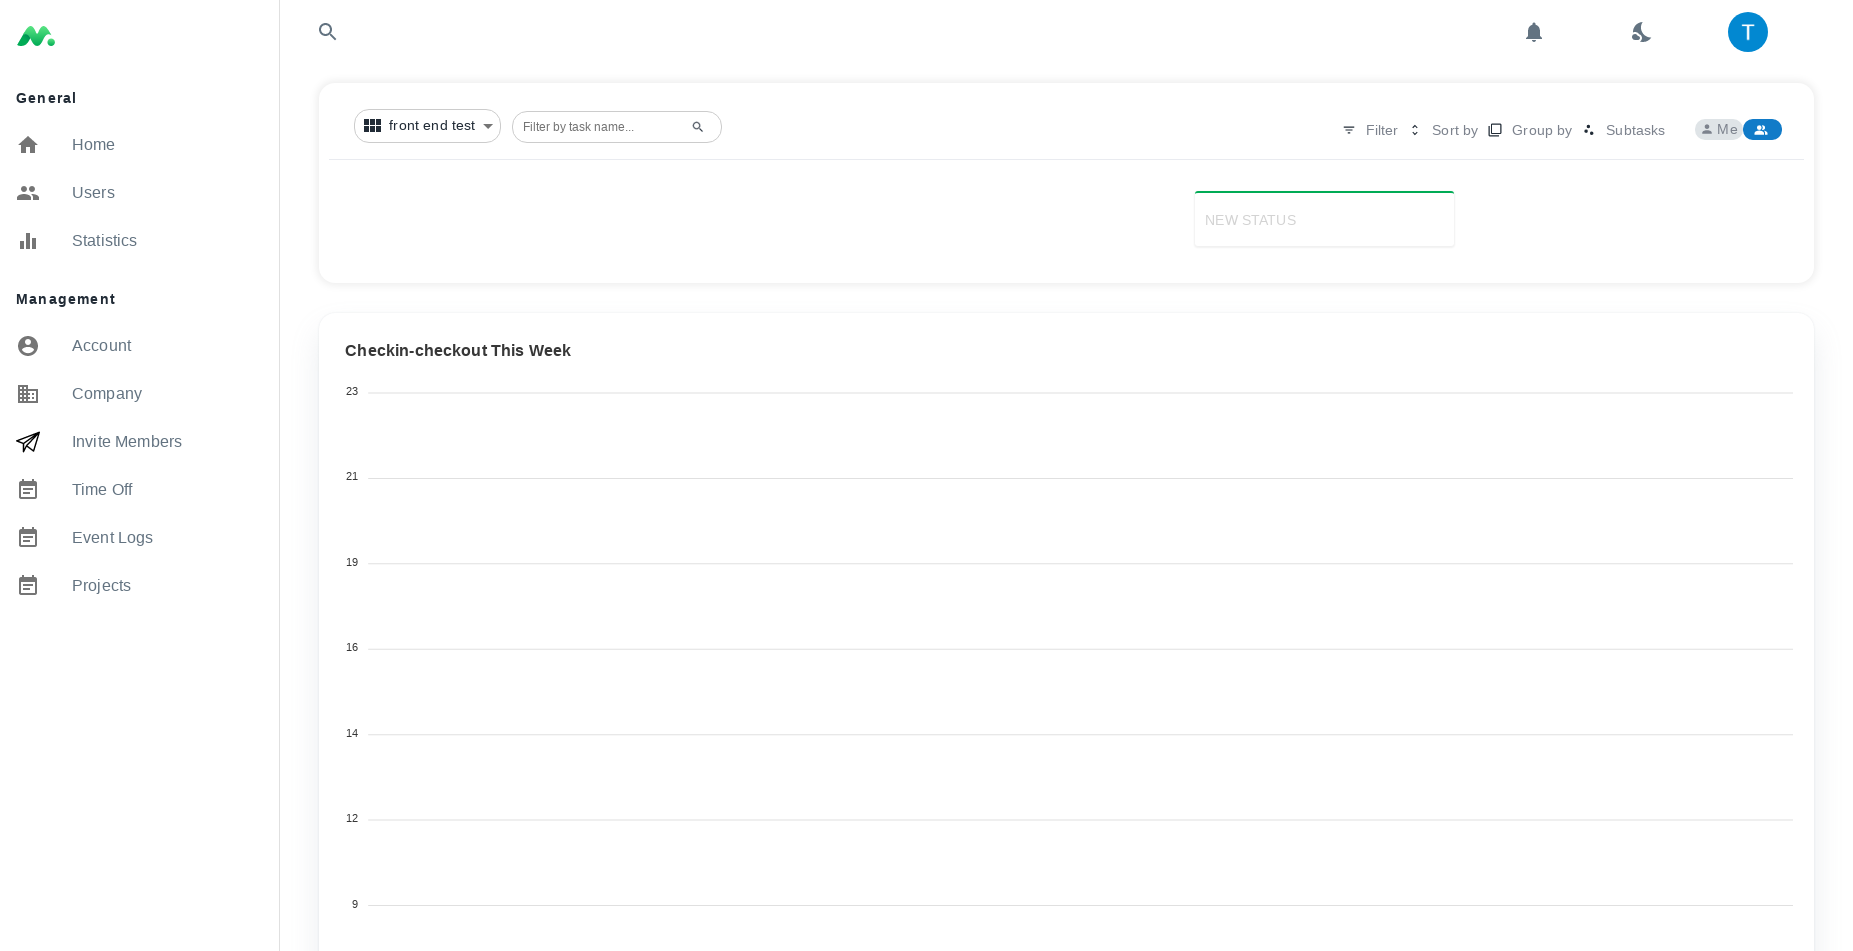 General
Home
Users
Statistics
Management
Account
Company
Invite Members
Time Off
Event Logs
Projects
T
front end test
Filter by task name...
Filter
Sort by
Group by
Subtasks
Me
NEW STATUS
Checkin-checkout This Week
23
21
19
16
14
12
9